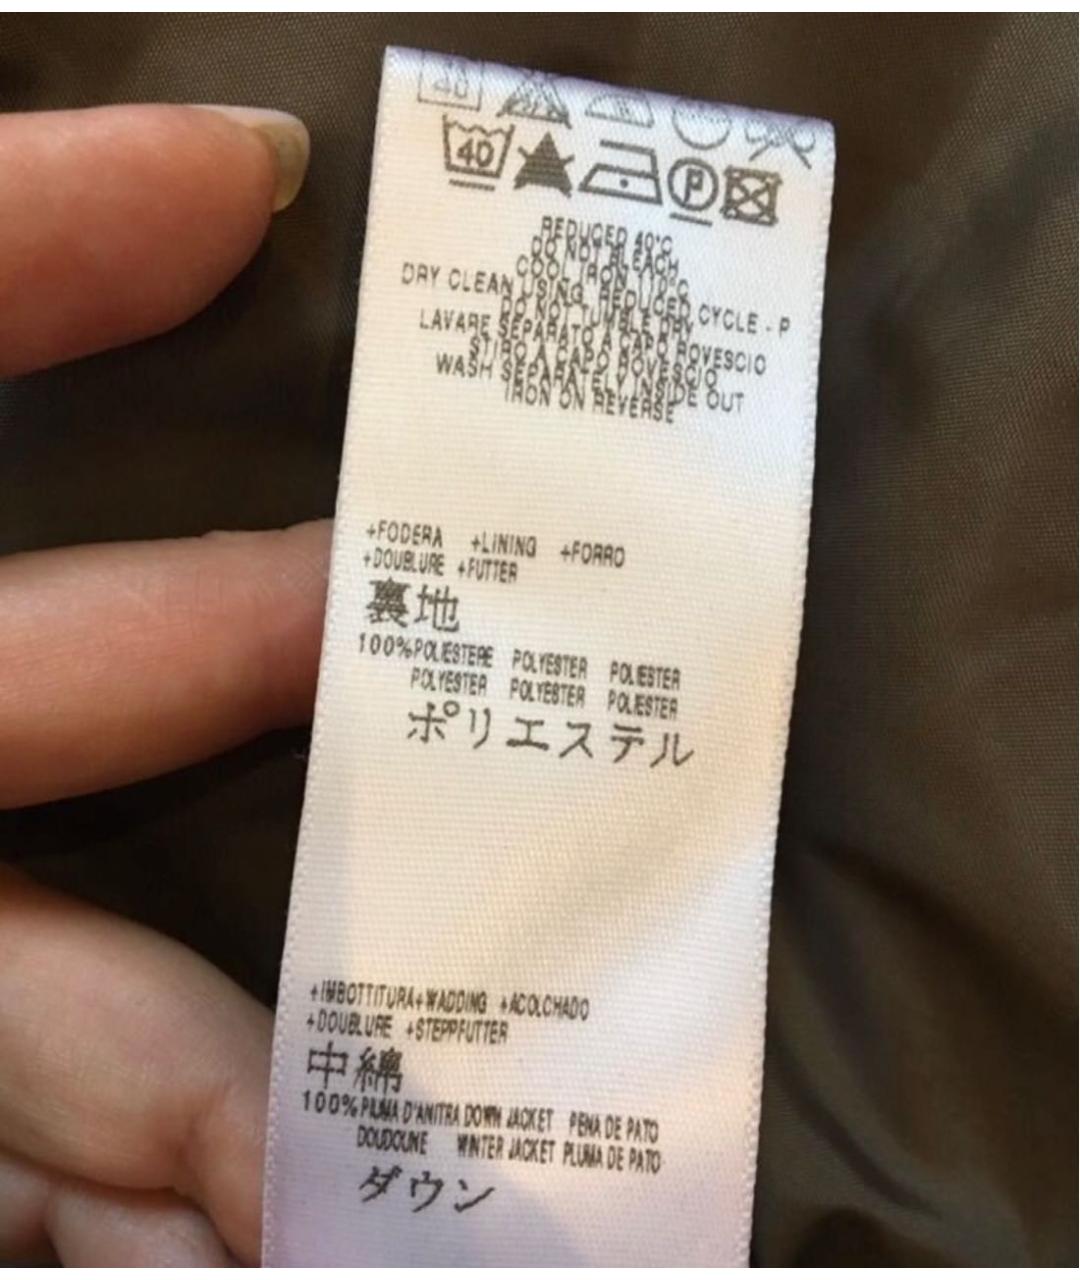 40
40 P
REDUCED 40°C
DO NOT BLEACH
COOL IRON 110°C
DRY CLEAN USING REDUCED CYCLE - P
DO NOT TUMBLE DRY
LAVARE SEPARATO A CAPO ROVESCIO
STIRO A CAPO ROVESCIO
WASH SEPARATELY INSIDE OUT
IRON ON REVERSE
+FODERA +LINING +FORRO
+DOUBLURE +FUTTER
裏地
100%POLIESTERE POLYESTER POLIESTER
POLYESTER POLYESTER POLIESTER
ポリエステル
+IMBOTTITURA+WADDING +ACOLCHADO
+DOUBLURE +STEPPFUTTER
中綿
100%PIUMA D'ANITRA DOWN JACKET PENA DE PATO
DOUDOUNE WINTER JACKET PLUMA DE PATO
ダウン